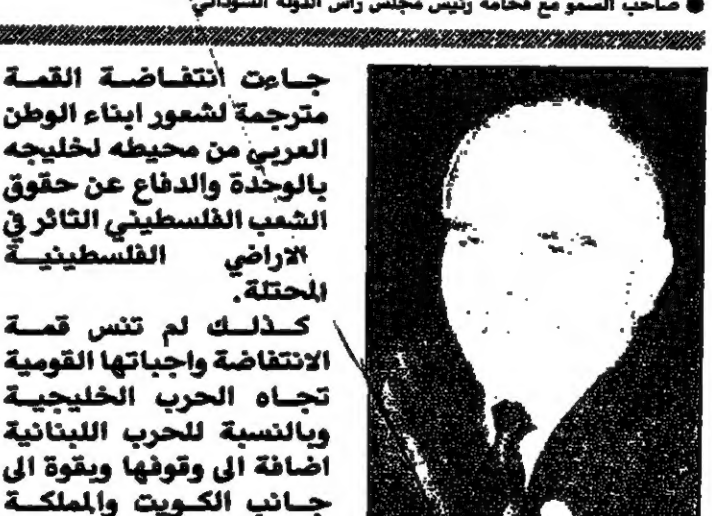 ● صاحب السمو مع فخامة رئيس مجلس رأس الدولة السوداني
جاءت انتفاضة القمة
مترجمة لشعور ابناء الوطن
العربي من محيطه لخليجه
بالوحدة والدفاع عن حقوق
الشعب الفلسطيني الثائر في
الاراضي الفلسطينية
المحتلة.
كذلك لم تنس قمة
الانتفاضة واجباتها القومية
تجاه الحرب الخليجية
وبالنسبة للحرب اللبنانية
اضافة الى وقوفها وبقوة الى
جانب الكويت والمملكة